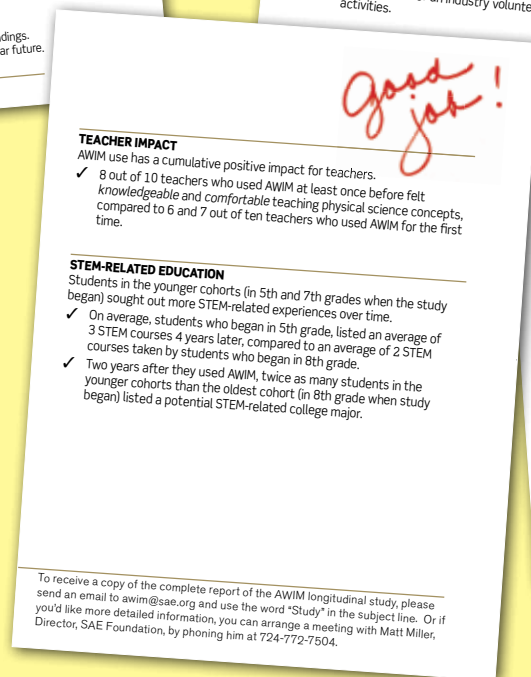 activities.
an industry volunte
dings.
ar future.
good
job!
TEACHER IMPACT
AWIM use has a cumulative positive impact for teachers.
✓ 8 out of 10 teachers who used AWIM at least once before felt
knowledgeable and comfortable teaching physical science concepts,
compared to 6 and 7 out of ten teachers who used AWIM for the first
time.
STEM-RELATED EDUCATION
Students in the younger cohorts (in 5th and 7th grades when the study
began) sought out more STEM-related experiences over time.
✓ On average, students who began in 5th grade, listed an average of
3 STEM courses 4 years later, compared to an average of 2 STEM
courses taken by students who began in 8th grade.
✓ Two years after they used AWIM, twice as many students in the
younger cohorts than the oldest cohort (in 8th grade when study
began) listed a potential STEM-related college major.
To receive a copy of the complete report of the AWIM longitudinal study, please
send an email to awim@sae.org and use the word “Study” in the subject line. Or if
you’d like more detailed information, you can arrange a meeting with Matt Miller,
Director, SAE Foundation, by phoning him at 724-772-7504.